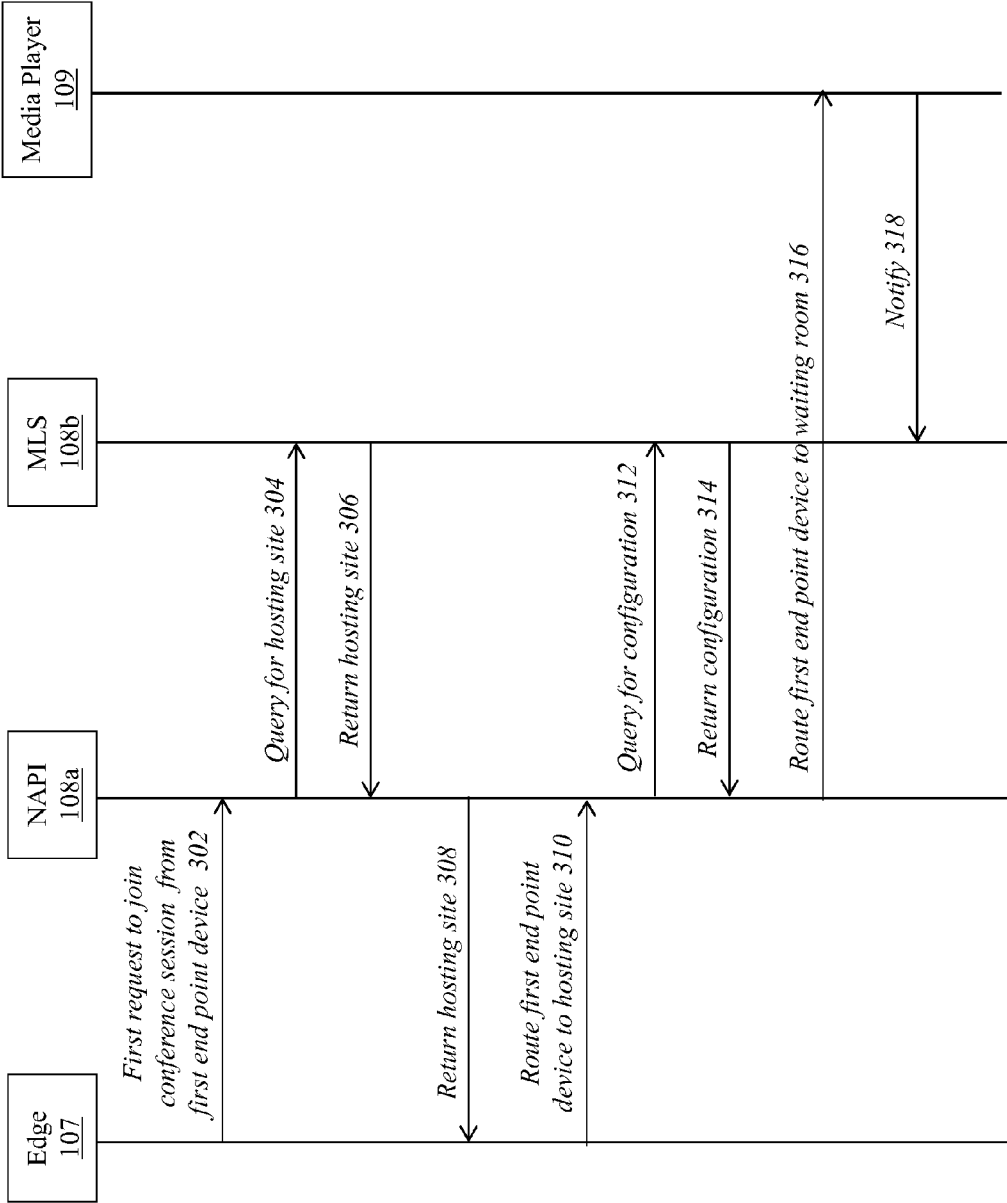 Edge
107
NAPI
108a
MLS
108b
Media Player
109
First request to join
conference session from
first end point device 302
Query for hosting site 304
Return hosting site 306
Return hosting site 308
Route first end point
device to hosting site 310
Query for configuration 312
Return configuration 314
Route first end point device to waiting room 316
Notify 318